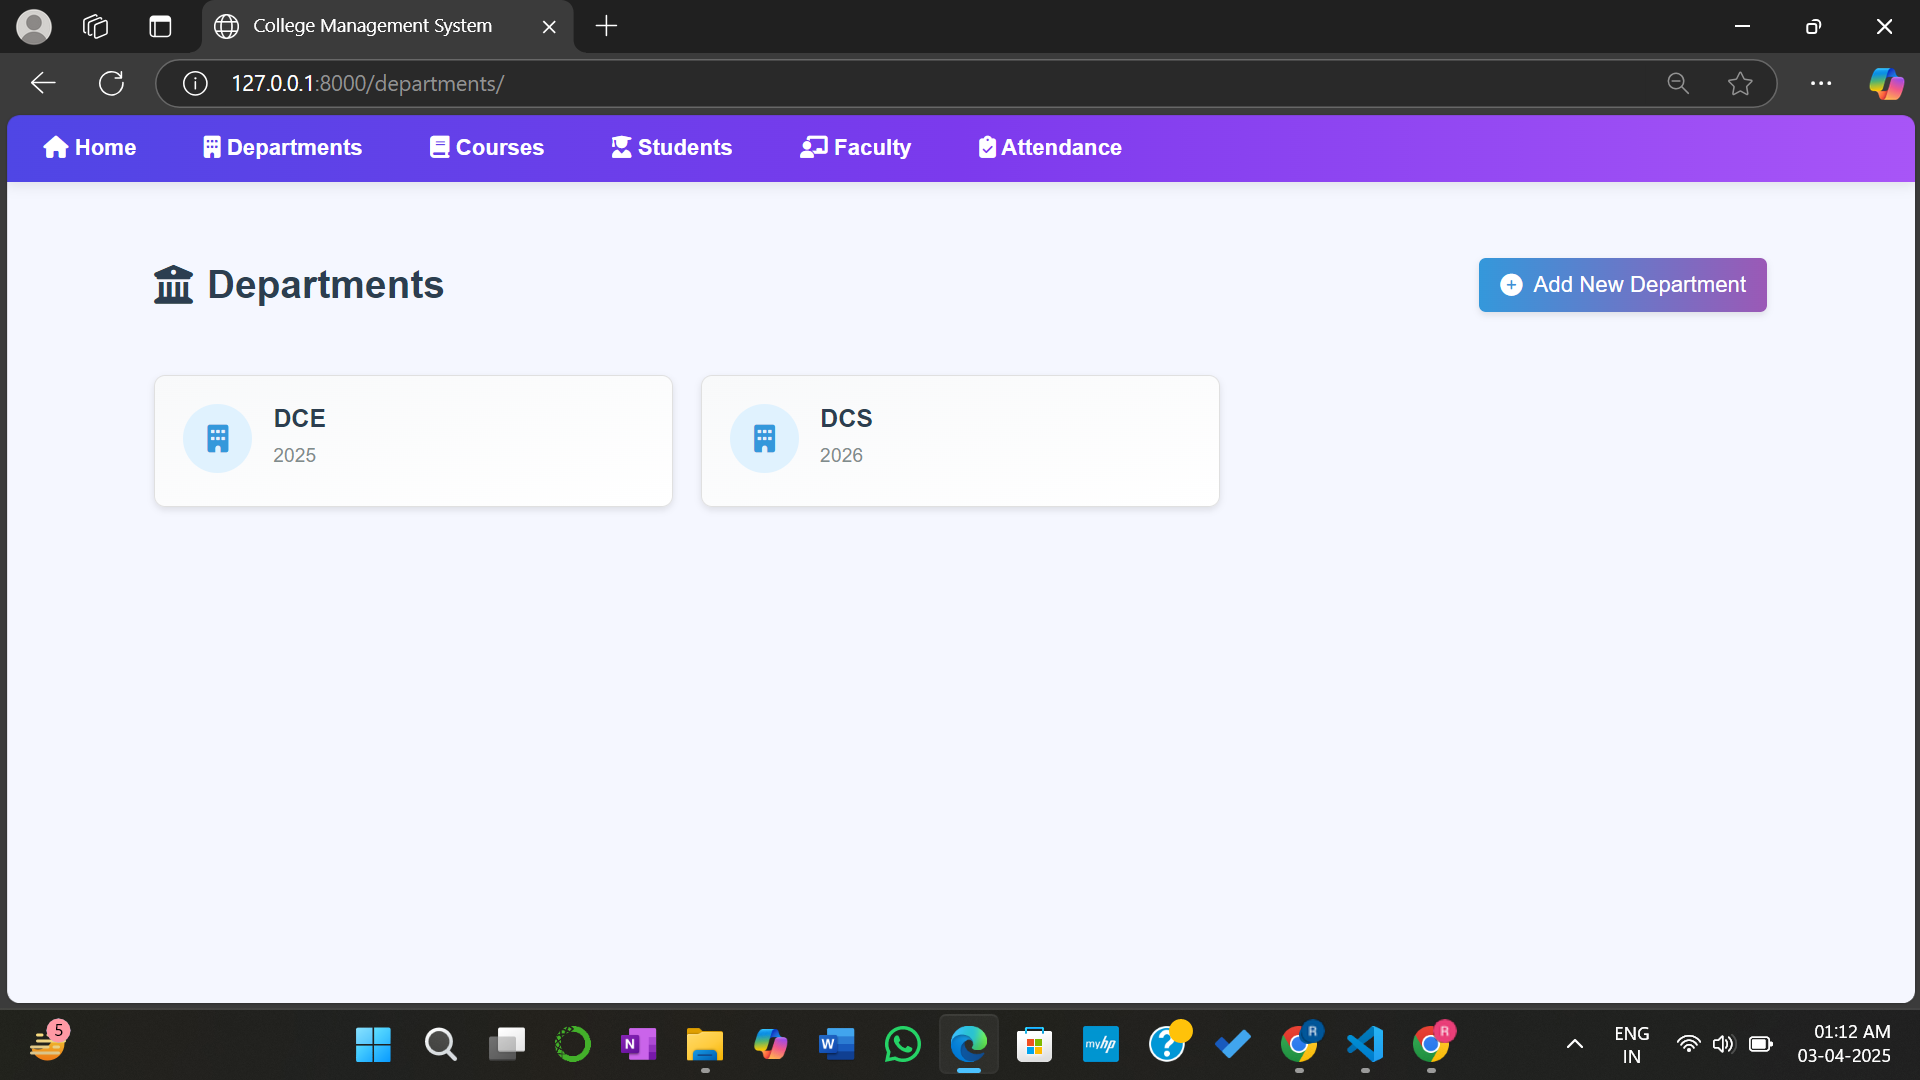 College Management System
127.0.0.1:8000/departments/
Home Departments Courses Students Faculty Attendance
Departments
Add New Department
DCE
2025
DCS
2026
5
N
W
myhp
?
R
R
ENG
IN
01:12 AM
03-04-2025